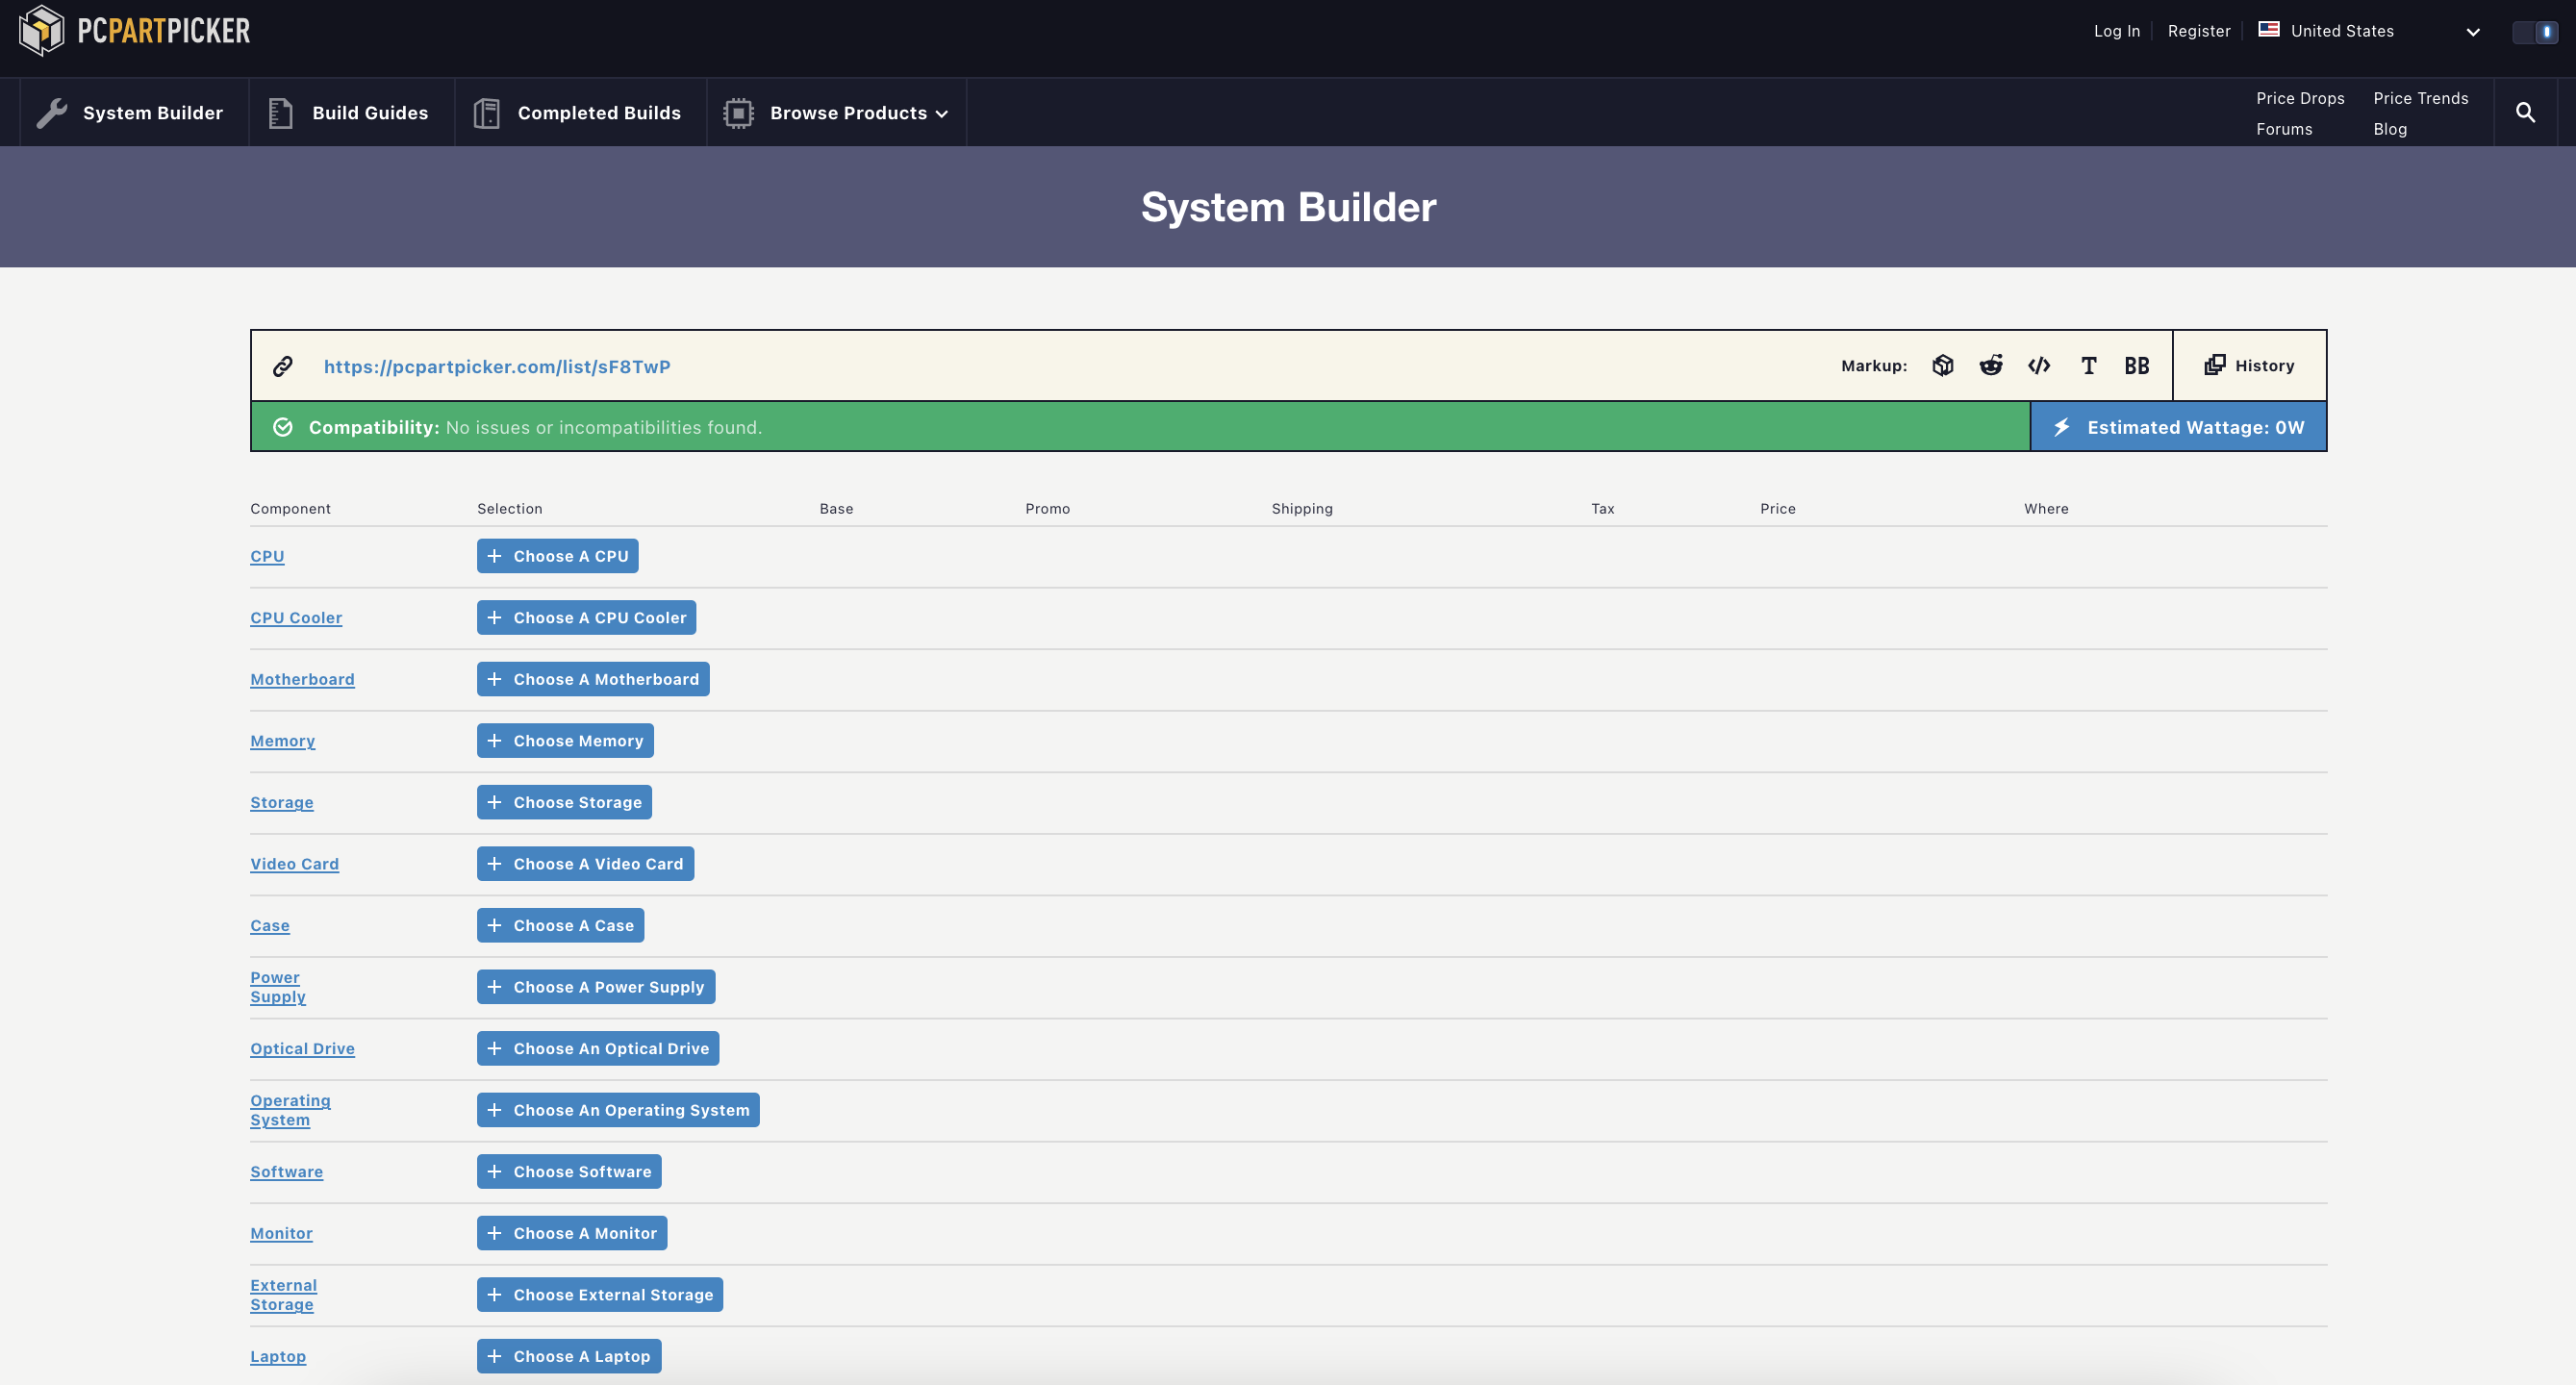 PCPARTPICKER
Log In
Register
United States
System Builder
Build Guides
Completed Builds
Browse Products
Price Drops
Price Trends
Forums
Blog
System Builder
https://pcpartpicker.com/list/sF8TwP
Markup:
T
BB
History
Compatibility: No issues or incompatibilities found.
Estimated Wattage: 0W
Component Selection Base Promo Shipping Tax Price Where
CPU
Choose A CPU
CPU Cooler
Choose A CPU Cooler
Motherboard
Choose A Motherboard
Memory
Choose Memory
Storage
Choose Storage
Video Card
Choose A Video Card
Case
Choose A Case
Power
Supply
Choose A Power Supply
Optical Drive
Choose An Optical Drive
Operating
System
Choose An Operating System
Software
Choose Software
Monitor
Choose A Monitor
External
Storage
Choose External Storage
Laptop
Choose A Laptop